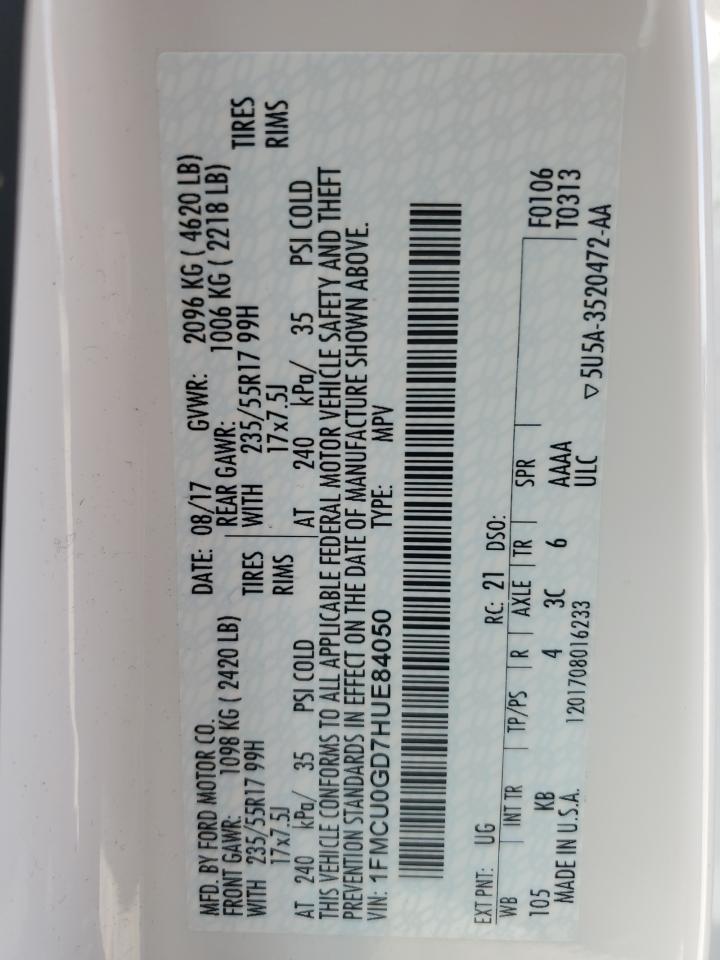 MFD. BY FORD MOTOR CO.
DATE: 08/17 GVWR: 2096 KG ( 4620 LB)
FRONT GAWR: 1098 KG ( 2420 LB)
REAR GAWR: 1006 KG ( 2218 LB)
WITH 235/55R17 99H TIRES
WITH 235/55R17 99H TIRES
17x7.5J RIMS
17x7.5J RIMS
AT 240 kPa/ 35 PSI COLD
AT 240 kPa/ 35 PSI COLD
THIS VEHICLE CONFORMS TO ALL APPLICABLE FEDERAL MOTOR VEHICLE SAFETY AND THEFT
PREVENTION STANDARDS IN EFFECT ON THE DATE OF MANUFACTURE SHOWN ABOVE.
VIN: 1FMCU0GD7HUE84050 TYPE: MPV
EXT PNT: UG RC: 21 DSO:
WB INT TR TP/PS R AXLE TR SPR F0106
105 KB 4 3C 6 AAAA T0313
ULC
MADE IN U.S.A. 1201708016233 ▽5U5A-3520472-AA